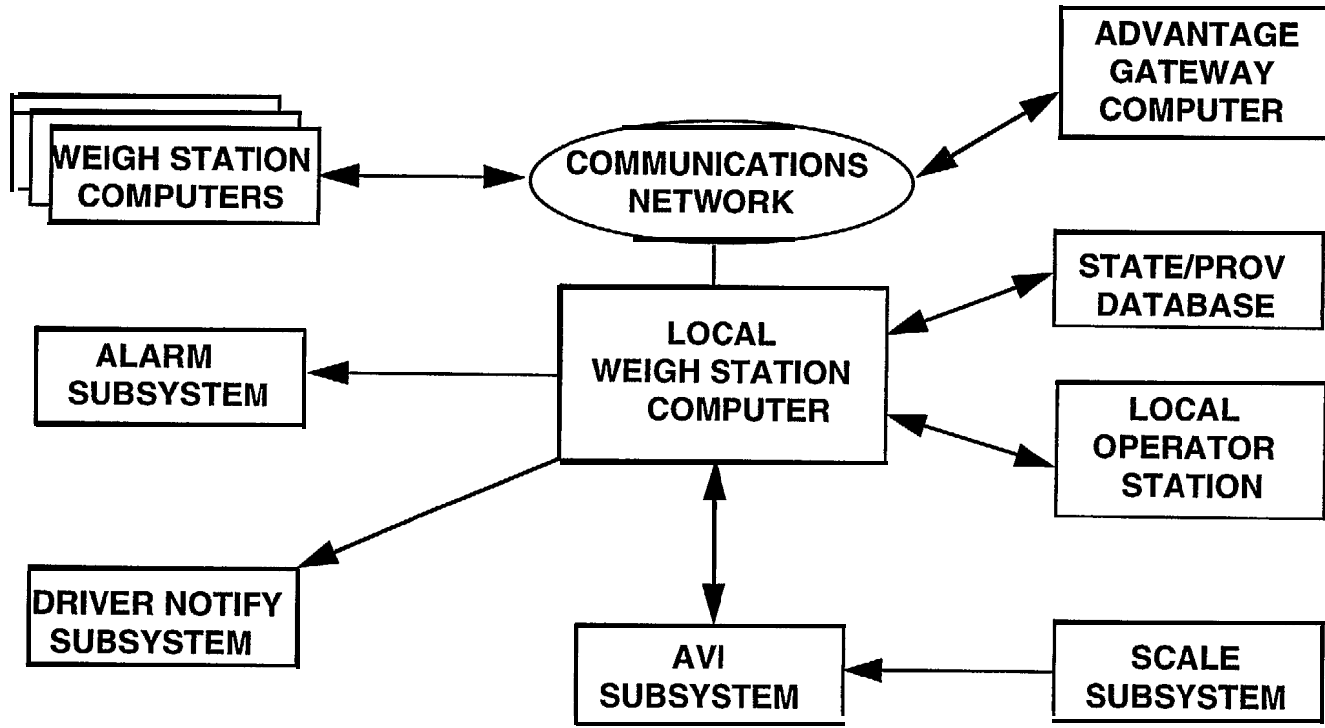 ADVANTAGE
GATEWAY
COMPUTER
WEIGH STATION
COMPUTERS
COMMUNICATIONS
NETWORK
STATE/PROV
DATABASE
ALARM
SUBSYSTEM
LOCAL
WEIGH STATION
COMPUTER
LOCAL
OPERATOR
STATION
DRIVER NOTIFY
SUBSYSTEM
AVI
SUBSYSTEM
SCALE
SUBSYSTEM